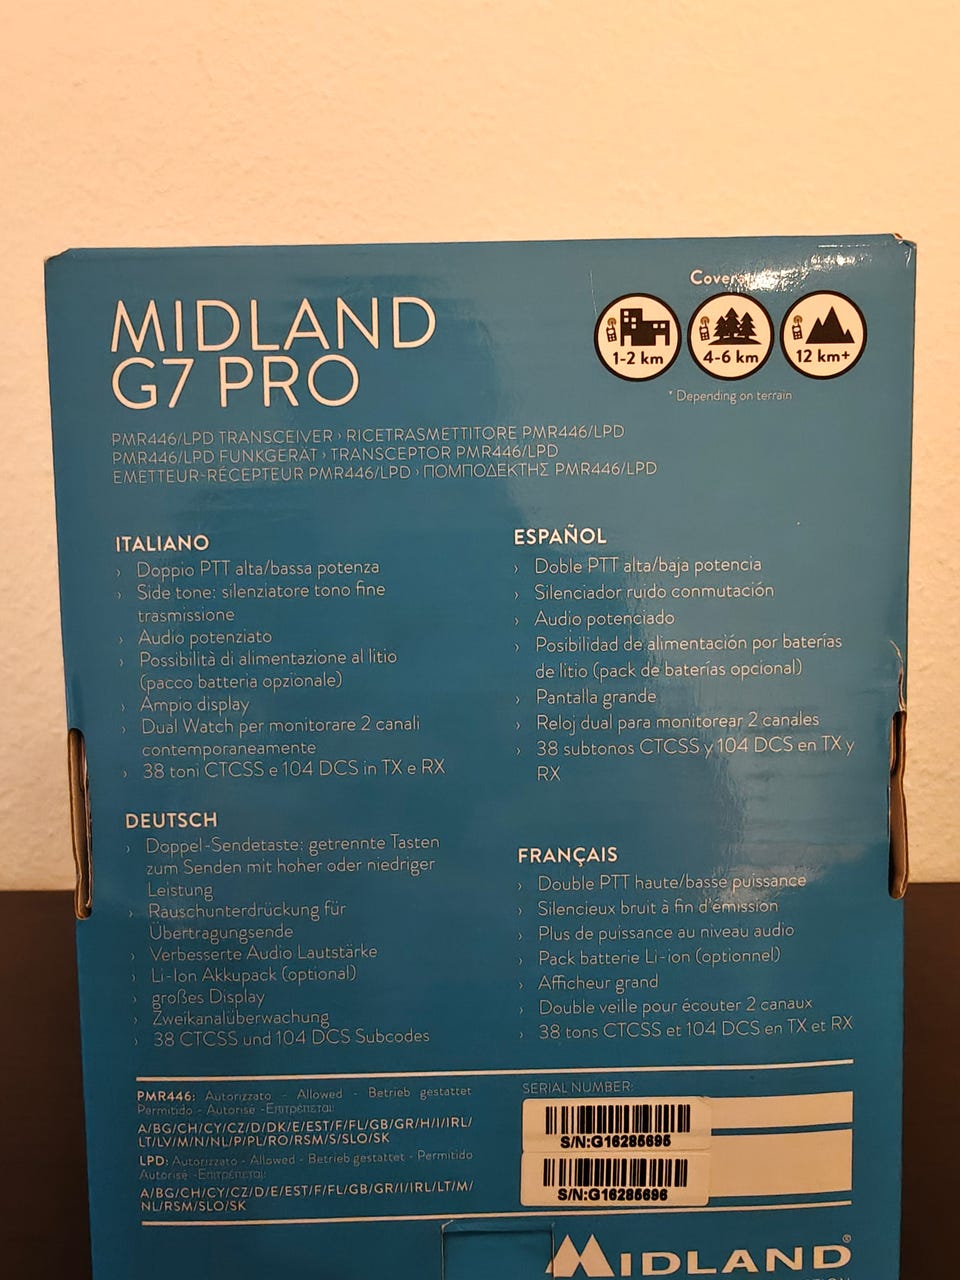 MIDLAND
G7 PRO
1-2 km
4-6 km
12 km+
* Depending on terrain
PMR446/LPD TRANSCEIVER › RICETRASMETTITORE PMR446/LPD
PMR446/LPD FUNKGERÄT › TRANSCEPTOR PMR446/LPD
EMETTEUR-RÉCEPTEUR PMR446/LPD › ΠΟΜΠΟΔΕΚΤΗΣ PMR446/LPD
ITALIANO
› Doppio PTT alta/bassa potenza
› Side tone: silenziatore tono fine
trasmissione
› Audio potenziato
› Possibilità di alimentazione al litio
(pacco batteria opzionale)
› Ampio display
› Dual Watch per monitorare 2 canali
contemporaneamente
› 38 toni CTCSS e 104 DCS in TX e RX
DEUTSCH
› Doppel-Sendetaste: getrennte Tasten
zum Senden mit hoher oder niedriger
Leistung
› Rauschunterdrückung für
Übertragungsende
› Verbesserte Audio Lautstärke
› Li-Ion Akkupack (optional)
› großes Display
› Zweikanalüberwachung
› 38 CTCSS und 104 DCS Subcodes
ESPAÑOL
› Doble PTT alta/baja potencia
› Silenciador ruido conmutación
› Audio potenciado
› Posibilidad de alimentación por baterías
de lítio (pack de baterías opcional)
› Pantalla grande
› Reloj dual para monitorear 2 canales
› 38 subtonos CTCSS y 104 DCS en TX y
RX
FRANÇAIS
› Double PTT haute/basse puissance
› Silencieux bruit à fin d'émission
› Plus de puissance au niveau audio
› Pack batterie Li-ion (optionnel)
› Afficheur grand
› Double veille pour écouter 2 canaux
› 38 tons CTCSS et 104 DCS en TX et RX
PMR446: Autorizzato - Allowed - Betrieb gestattet
Permitido - Autorisé -Επιτρέπεται:
A/BG/CH/CY/CZ/D/DK/E/EST/F/FL/GB/GR/H/I/IRL/
LT/LV/M/N/NL/P/PL/RO/RSM/S/SLO/SK
LPD: Autorizzato - Allowed - Betrieb gestattet - Permitido
Autorisé -Επιτρέπεται:
A/BG/CH/CY/CZ/D/E/EST/F/FL/GB/GR/I/IRL/LT/M/
NL/RSM/SLO/SK
SERIAL NUMBER:
S/N:G16285695
S/N:G16285696
MIDLAND®